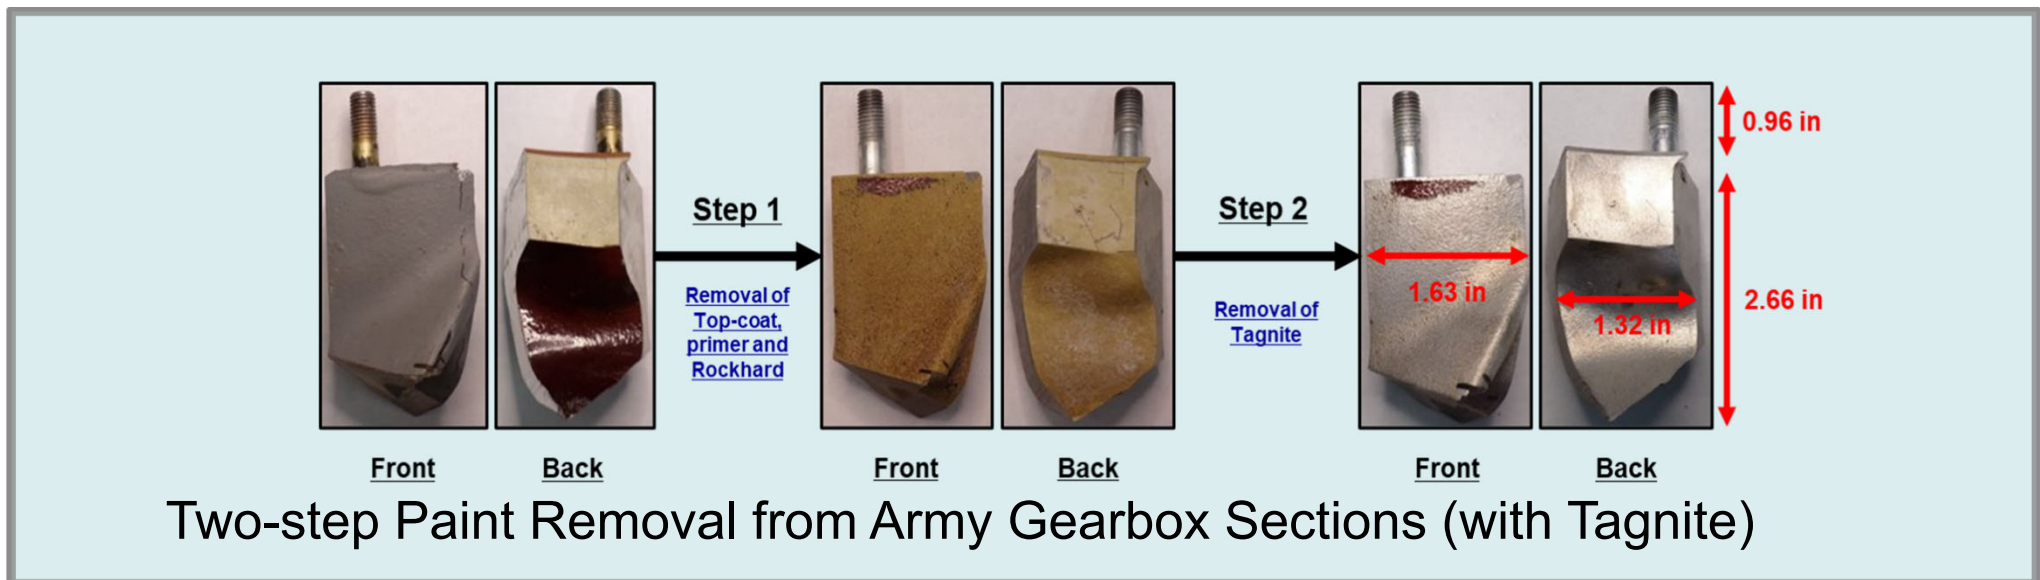 Step 1
Removal of
Top-coat,
primer and
Rockhard
Step 2
Removal of
Tagnite
0.96 in
1.63 in
1.32 in
2.66 in
Front
Back
Front
Back
Front
Back
Two-step Paint Removal from Army Gearbox Sections (with Tagnite)